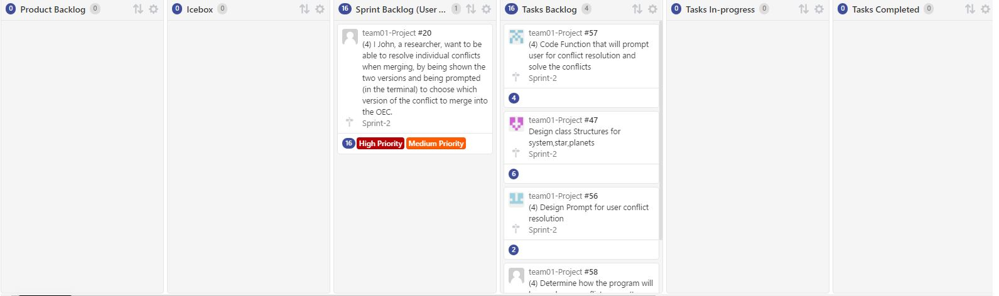 0 Product Backlog 0
0 Icebox 0
16 Sprint Backlog (User ... 1
16 Tasks Backlog 4
0 Tasks In-progress 0
0 Tasks Completed 0
team01-Project #20
(4) I John, a researcher, want to be
able to resolve individual conflicts
when merging, by being shown the
two versions and being prompted
(in the terminal) to choose which
version of the conflict to merge into
the OEC.
Sprint-2
16 High Priority Medium Priority
team01-Project #57
(4) Code Function that will prompt
user for conflict resolution and
solve the conflicts
Sprint-2
4
team01-Project #47
Design class Structures for
system,star,planets
Sprint-2
6
team01-Project #56
(4) Design Prompt for user conflict
resolution
Sprint-2
2
team01-Project #58
(4) Determine how the program will